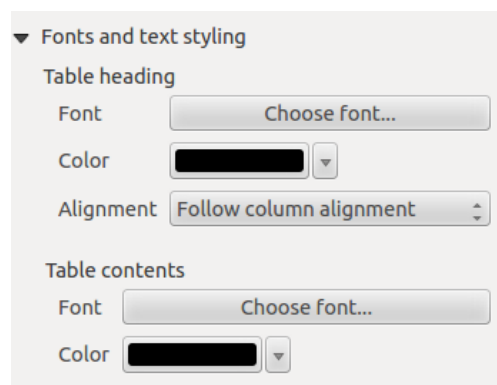 Fonts and text styling
Table heading
Font Choose font...
Color
Alignment Follow column alignment
Table contents
Font Choose font...
Color